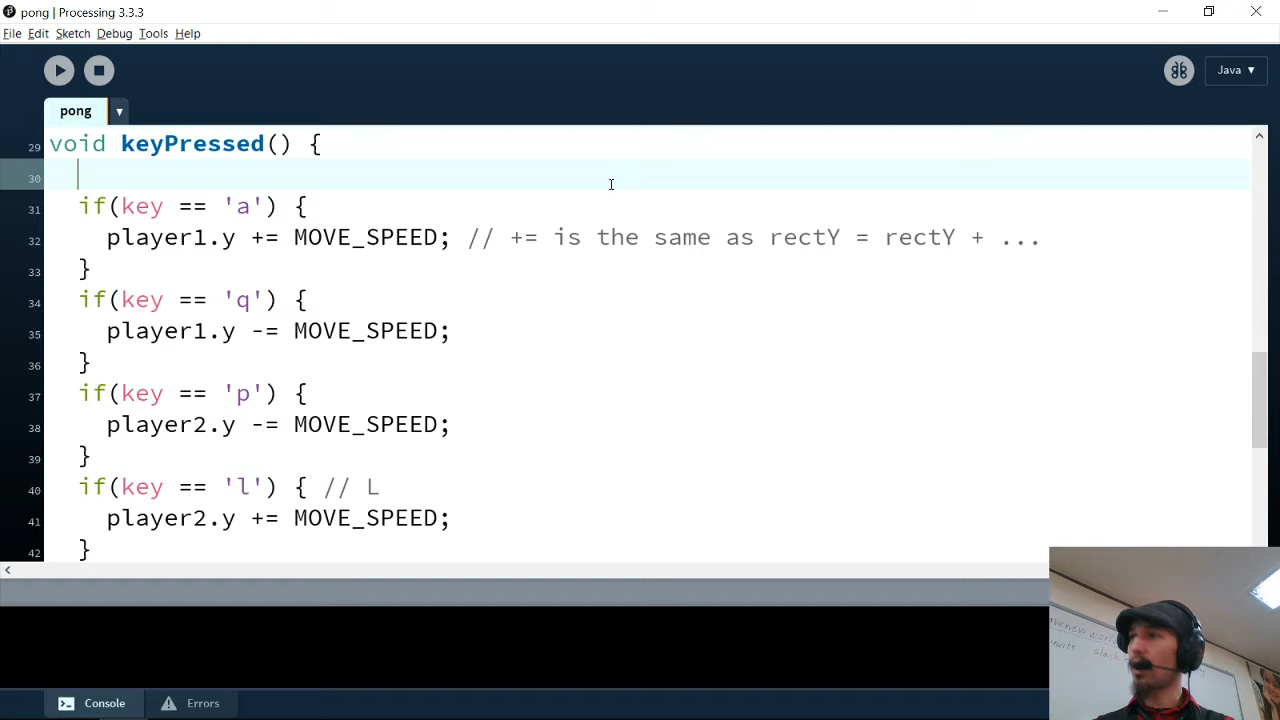 pong | Processing 3.3.3
File Edit Sketch Debug Tools Help
Java ▼
pong ▼
29 void keyPressed() {
30
31 if(key == 'a') {
32 player1.y += MOVE_SPEED; // += is the same as rectY = rectY + ...
33 }
34 if(key == 'q') {
35 player1.y -= MOVE_SPEED;
36 }
37 if(key == 'p') {
38 player2.y -= MOVE_SPEED;
39 }
40 if(key == 'l') { // L
41 player2.y += MOVE_SPEED;
42 }
Console Errors